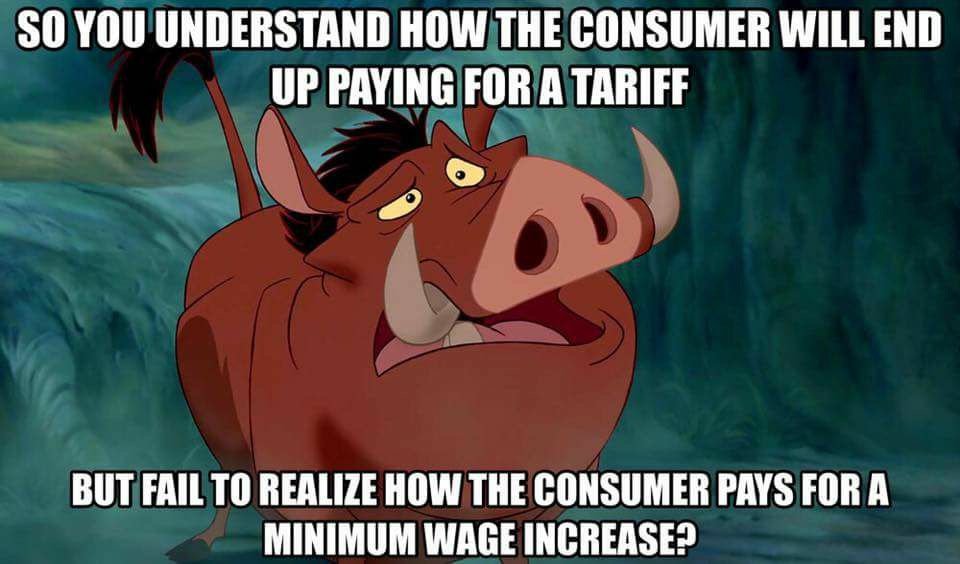 SO YOU UNDERSTAND HOW THE CONSUMER WILL END
UP PAYING FOR A TARIFF
BUT FAIL TO REALIZE HOW THE CONSUMER PAYS FOR A
MINIMUM WAGE INCREASE?